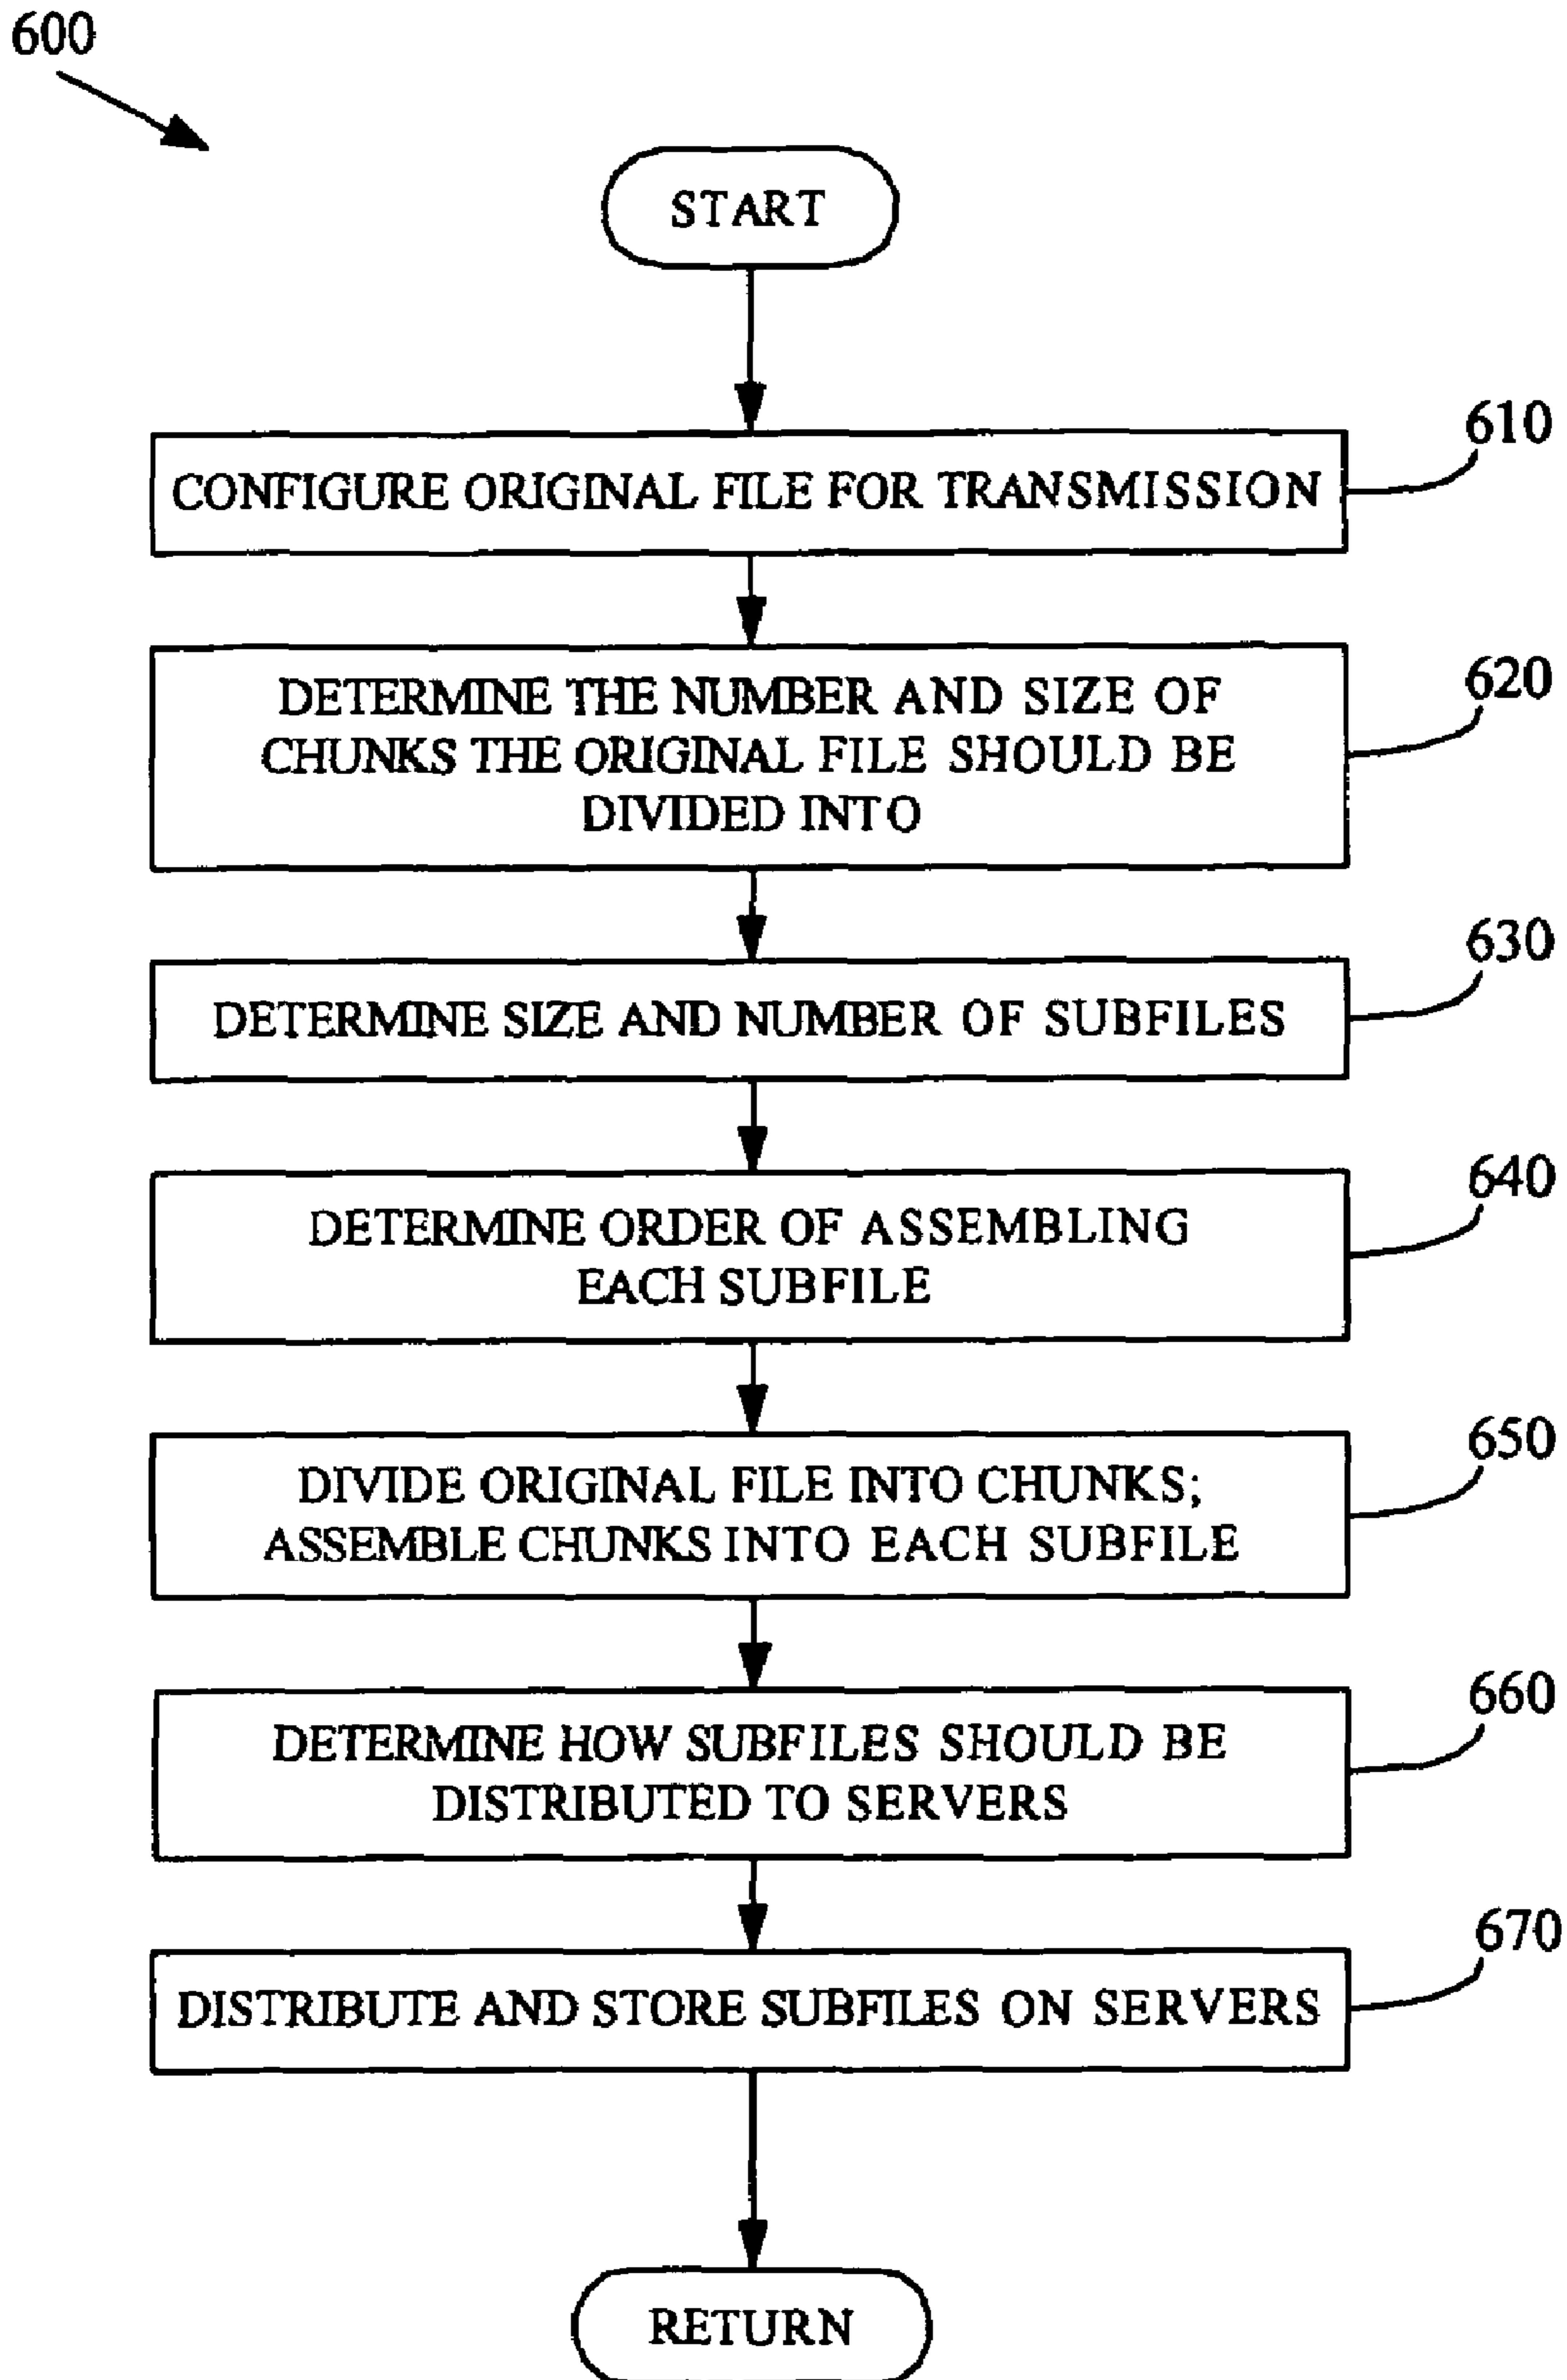 600
START
610
CONFIGURE ORIGINAL FILE FOR TRANSMISSION
620
DETERMINE THE NUMBER AND SIZE OF
CHUNKS THE ORIGINAL FILE SHOULD BE
DIVIDED INTO
630
DETERMINE SIZE AND NUMBER OF SUBFILES
640
DETERMINE ORDER OF ASSEMBLING
EACH SUBFILE
650
DIVIDE ORIGINAL FILE INTO CHUNKS;
ASSEMBLE CHUNKS INTO EACH SUBFILE
660
DETERMINE HOW SUBFILES SHOULD BE
DISTRIBUTED TO SERVERS
670
DISTRIBUTE AND STORE SUBFILES ON SERVERS
RETURN